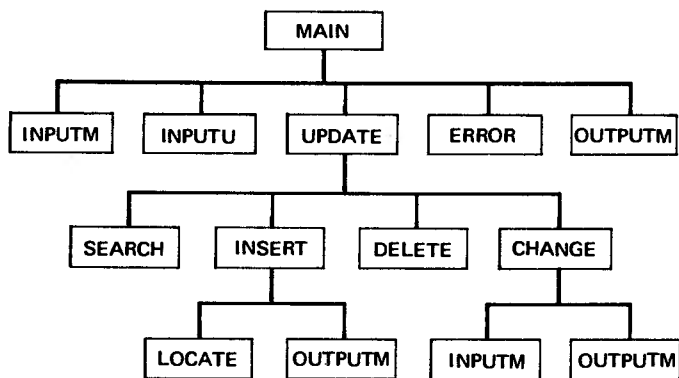 MAIN
INPUTM INPUTU UPDATE ERROR OUTPUTM
SEARCH INSERT DELETE CHANGE
LOCATE OUTPUTM INPUTM OUTPUTM